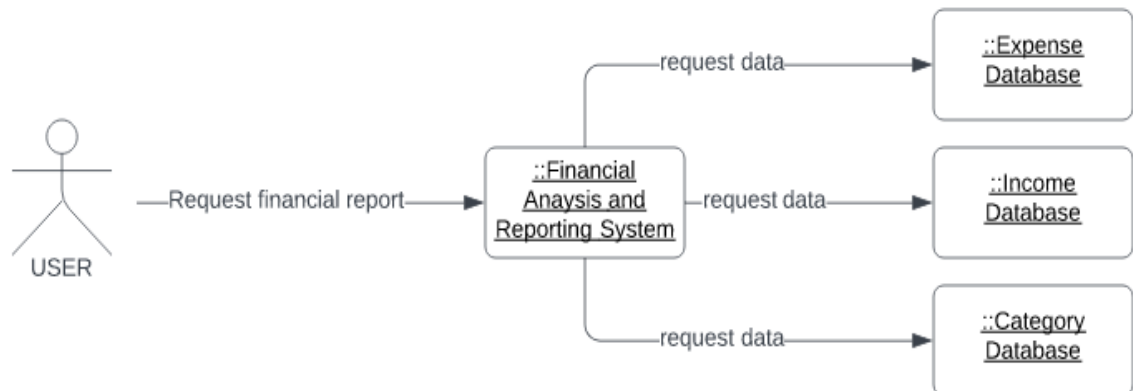 request data
::Expense
Database
USER
Request financial report
::Financial
Anaysis and
Reporting System
request data
::Income
Database
request data
::Category
Database